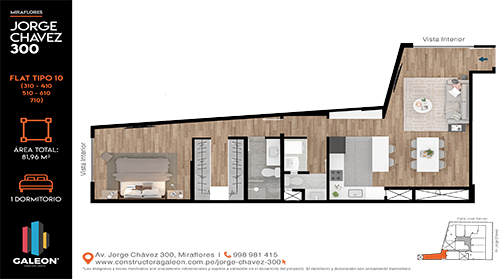 MIRAFLORES
JORGE
CHAVEZ
300
FLAT TIPO 10
(310 - 410
510 - 610
710)
ÁREA TOTAL:
81,96 M²
1 DORMITORIO
GALEON
Vista Interior
Vista Interior
Av. Jorge Chávez 300, Miraflores I 998 981 415
www.constructoragaleon.com.pe/jorge-chavez-300